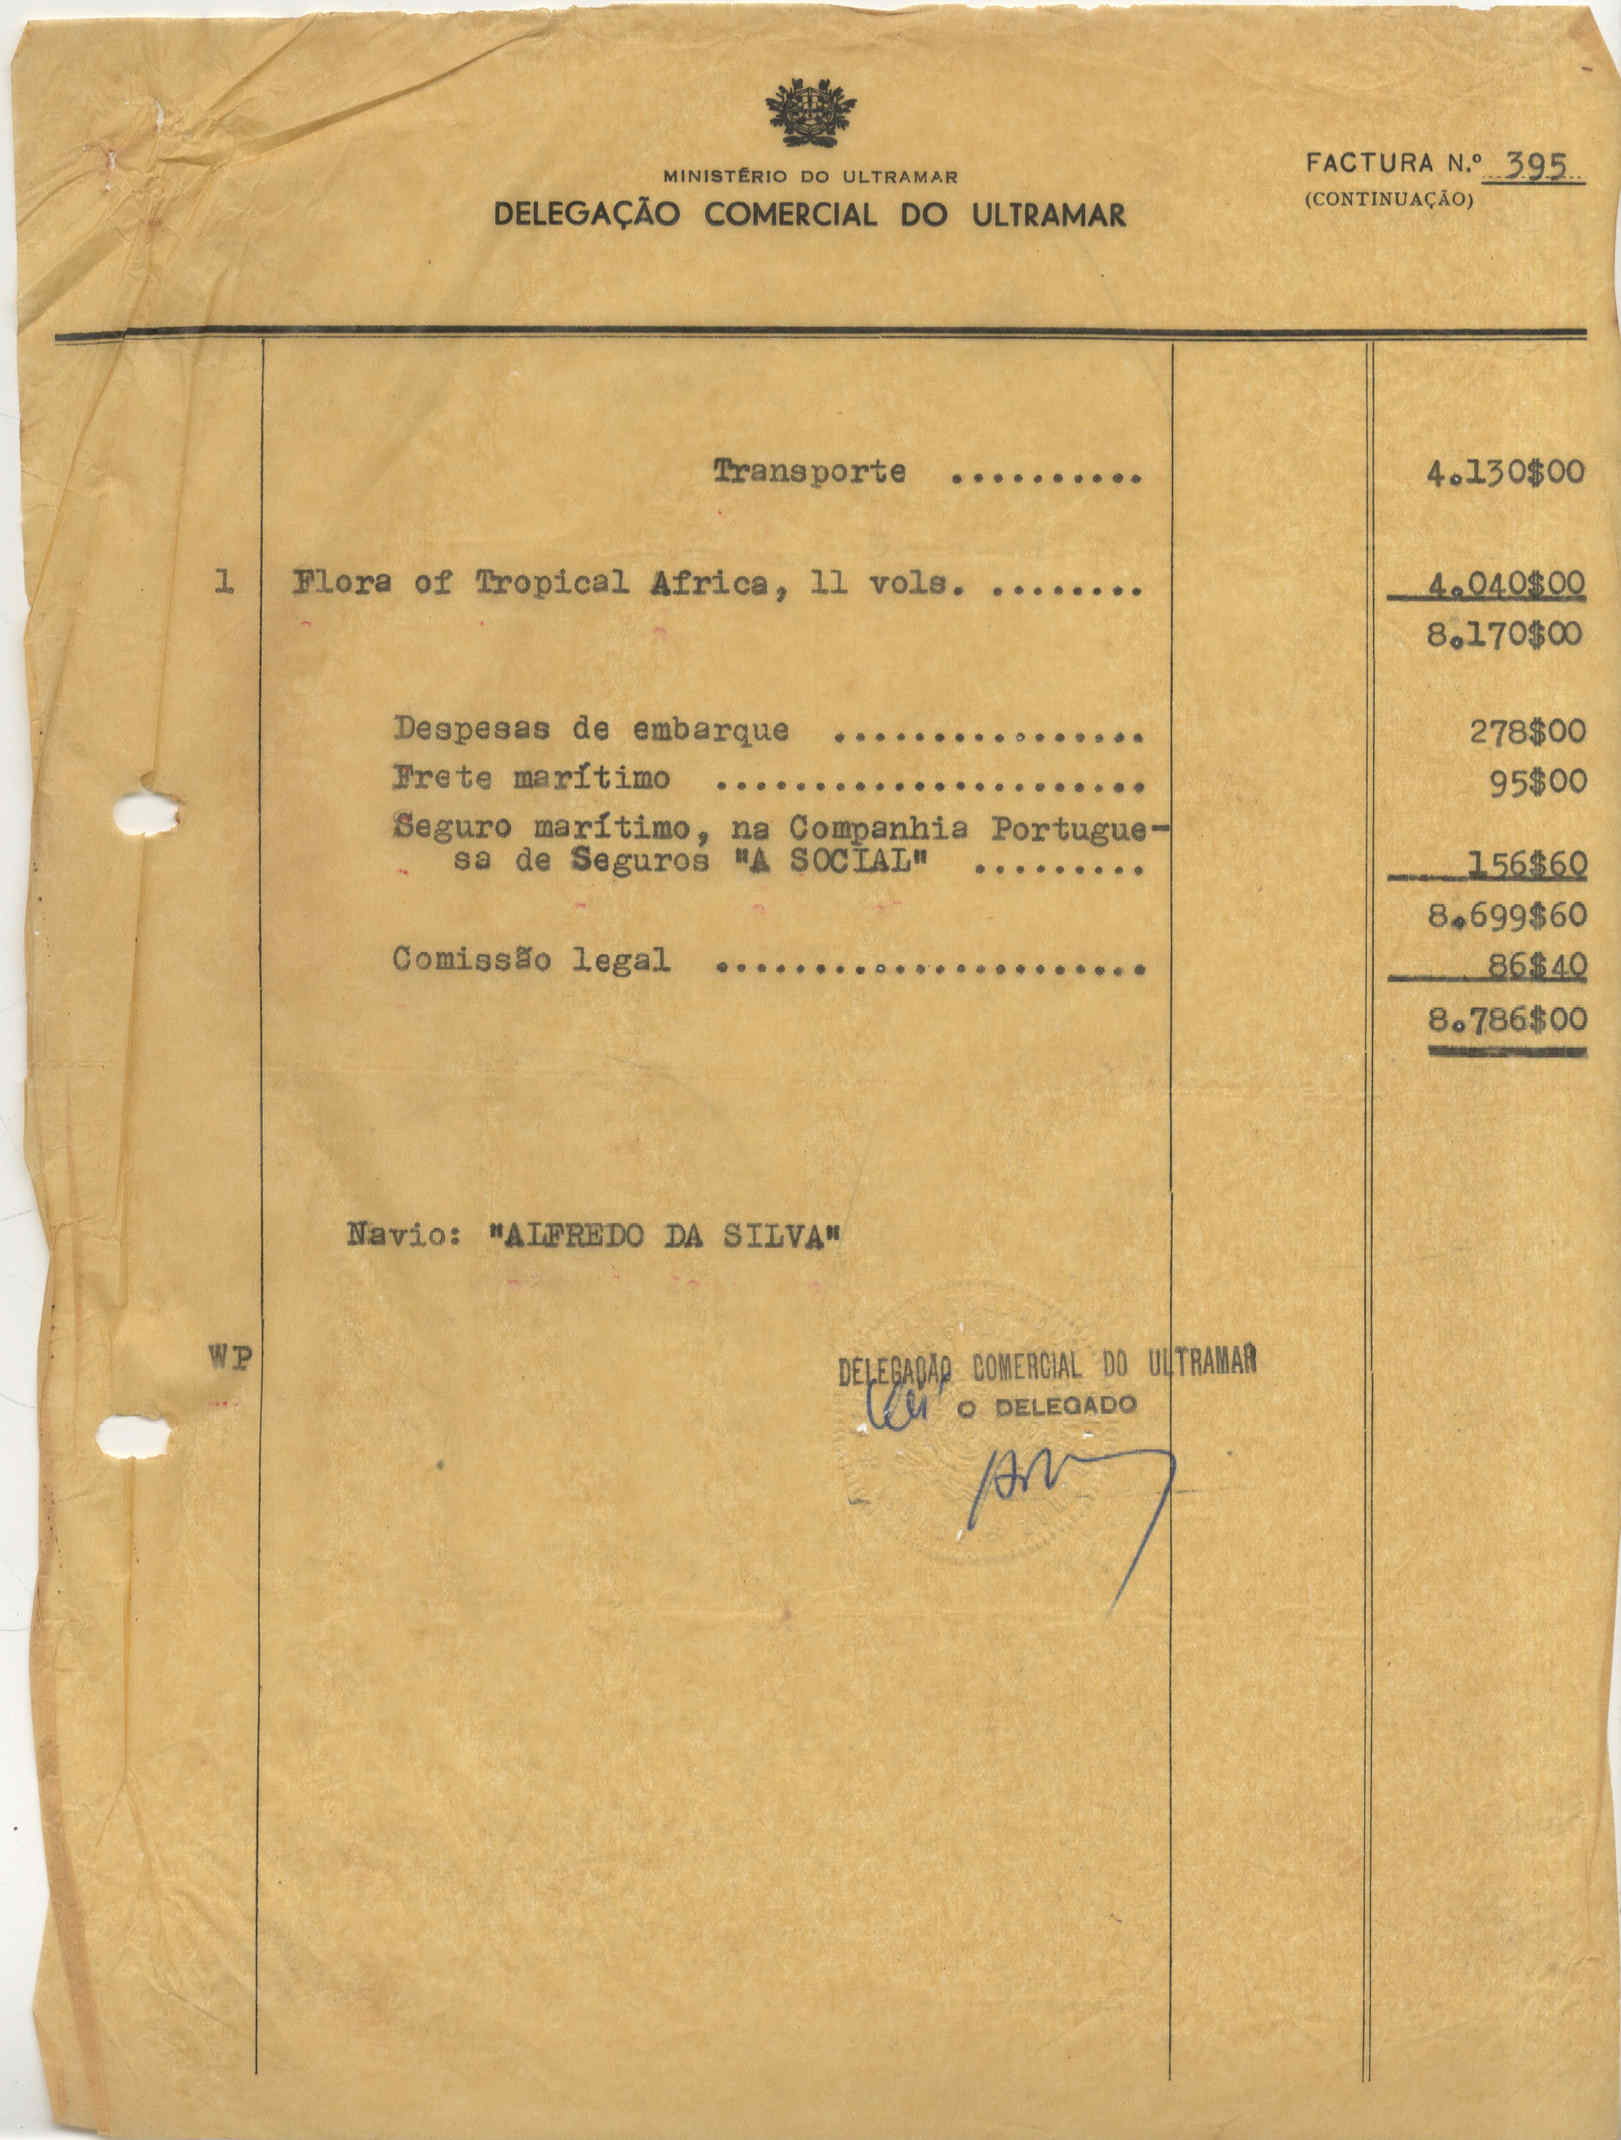 MINISTÉRIO DO ULTRAMAR
DELEGAÇÃO COMERCIAL DO ULTRAMAR
FACTURA N.º 395
(CONTINUAÇÃO)
Transporte .......... 4.130$00
1 Flora of Tropical Africa, 11 vols. ........ 4.040$00
8.170$00
Despesas de embarque ................ 278$00
Frete marítimo ...................... 95$00
Seguro marítimo, na Companhia Portugue-
sa de Seguros "A SOCIAL" ......... 156$60
8.699$60
Comissão legal ...................... 86$40
8.786$00
Navio: "ALFREDO DA SILVA"
WP
DELEGAÇÃO COMERCIAL DO ULTRAMAR
O DELEGADO